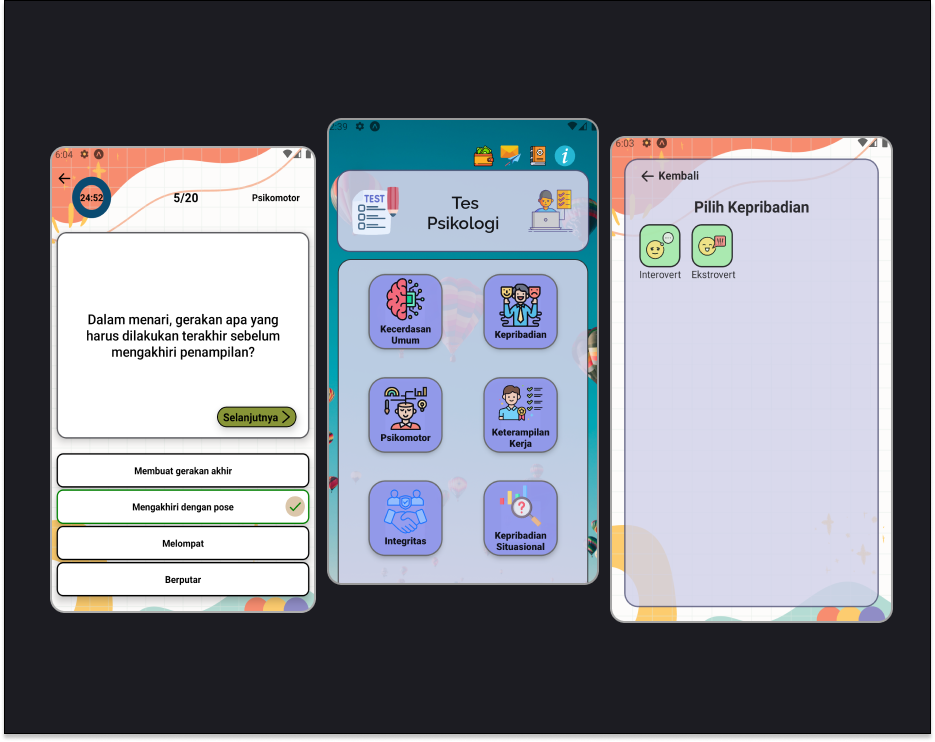 6:04
24:52
5/20
Psikomotor
Dalam menari, gerakan apa yang
harus dilakukan terakhir sebelum
mengakhiri penampilan?
Selanjutnya
Membuat gerakan akhir
Mengakhiri dengan pose
Melompat
Berputar
:39
TEST
Tes
Psikologi
Kecerdasan
Umum
Kepribadian
Psikomotor
Keterampilan
Kerja
Integritas
Kepribadian
Situasional
6:03
Kembali
Pilih Kepribadian
Interovert
Ekstrovert